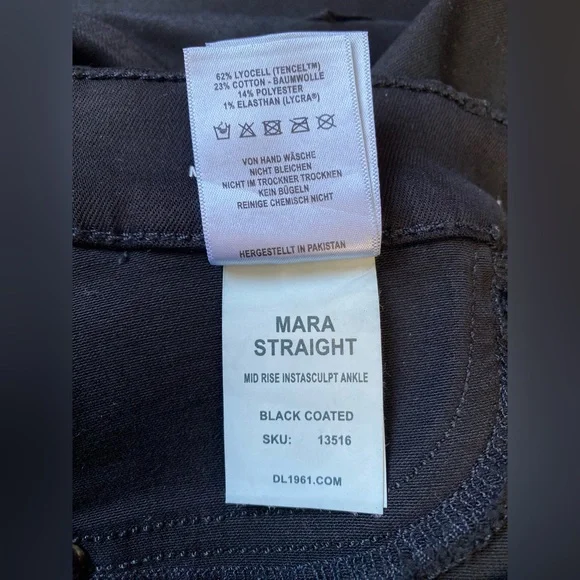 62% LYOCELL (TENCEL™)
23% COTTON - BAUMWOLLE
14% POLYESTER
1% ELASTHAN (LYCRA®)
VON HAND WÄSCHE
NICHT BLEICHEN
NICHT IM TROCKNER TROCKNEN
KEIN BÜGELN
REINIGE CHEMISCH NICHT
HERGESTELLT IN PAKISTAN
MARA
STRAIGHT
MID RISE INSTASCULPT ANKLE
BLACK COATED
SKU: 13516
DL1961.COM